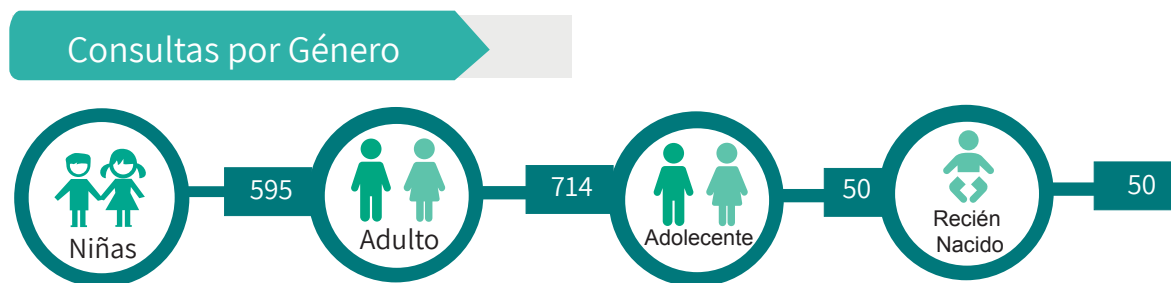 Consultas por Género
Niñas
595
Adulto
714
Adolecente
50
Recién
Nacido
50